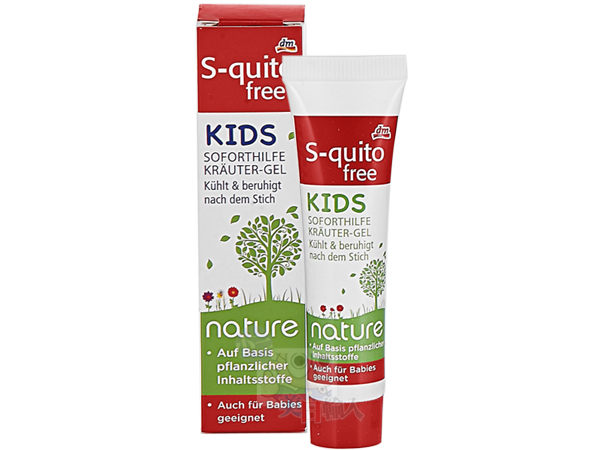 dm
S-quito
free
KIDS
SOFORTHILFE
KRÄUTER-GEL
Kühlt & beruhigt
nach dem Stich
nature
• Auf Basis
pflanzlicher
Inhaltsstoffe
• Auch für Babies
geeignet
dm
S-quito
free
KIDS
SOFORTHILFE
KRÄUTER-GEL
Kühlt & beruhigt
nach dem Stich
nature
• Auf Basis pflanzlicher
Inhaltsstoffe
• Auch für Babies
geeignet